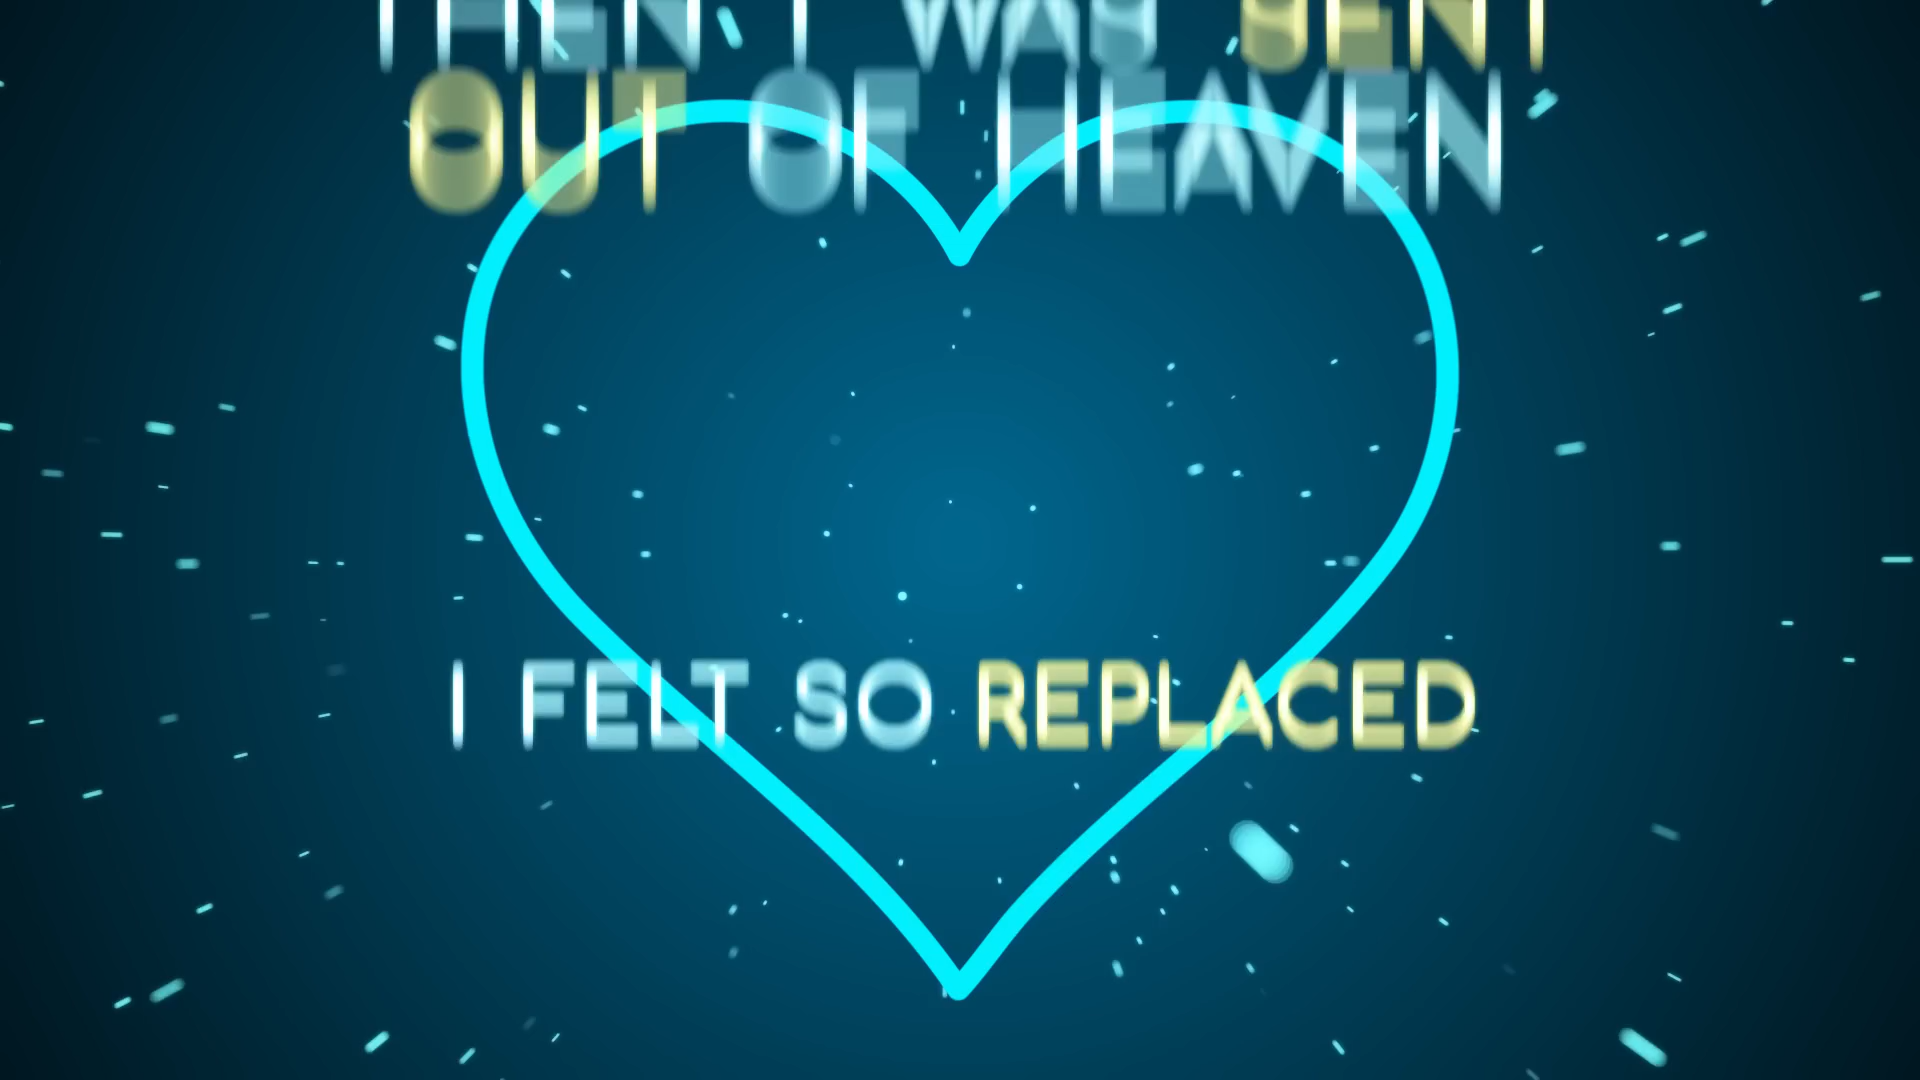 THEN I WAS SENT
OUT OF HEAVEN
I FELT SO REPLACED